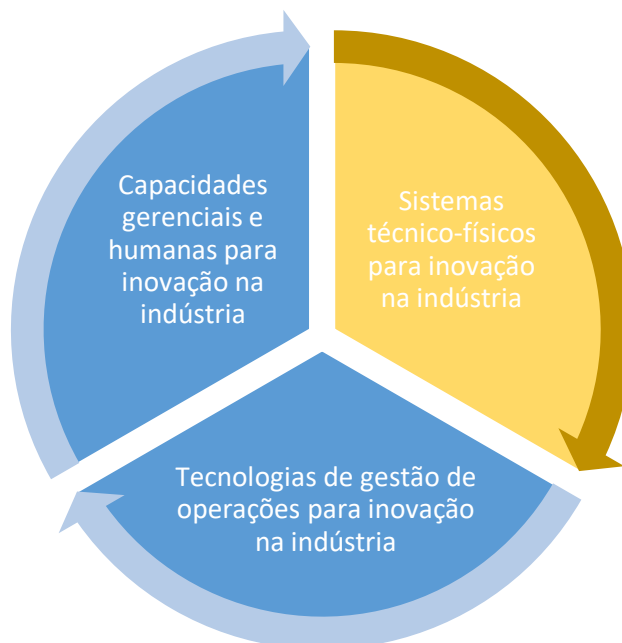 Capacidades
gerenciais e
humanas para
inovação na
indústria
Sistemas
técnico-físicos
para inovação
na indústria
Tecnologias de gestão de
operações para inovação
na indústria